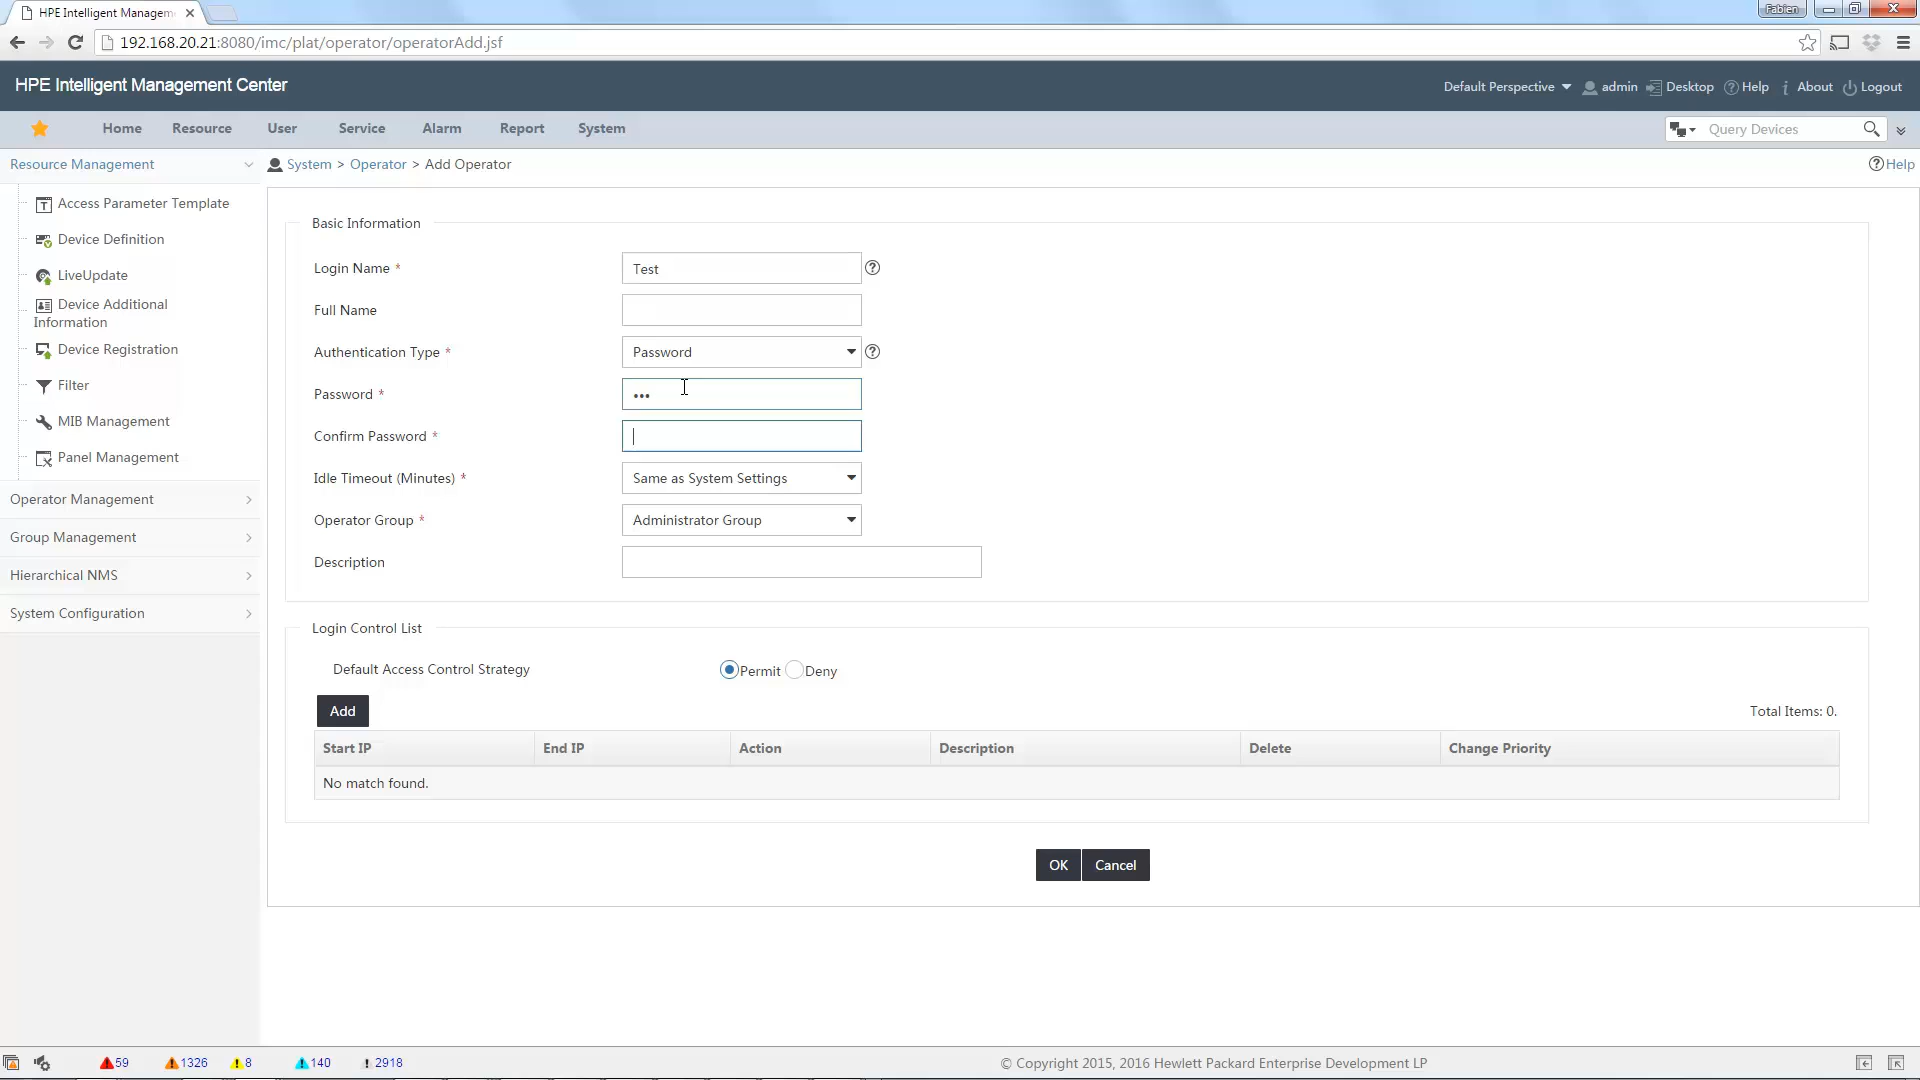 HPE Intelligent Managem
Fabien
192.168.20.21:8080/imc/plat/operator/operatorAdd.jsf
HPE Intelligent Management Center
Default Perspective admin Desktop Help About Logout
Home Resource User Service Alarm Report System Query Devices
Resource Management
System > Operator > Add Operator
Help
Access Parameter Template
Device Definition
LiveUpdate
Device Additional
Information
Device Registration
Filter
MIB Management
Panel Management
Operator Management
Group Management
Hierarchical NMS
System Configuration
Basic Information
Login Name * Test
Full Name
Authentication Type * Password
Password * •••
Confirm Password *
Idle Timeout (Minutes) * Same as System Settings
Operator Group * Administrator Group
Description
Login Control List
Default Access Control Strategy Permit Deny
Add Total Items: 0.
Start IP End IP Action Description Delete Change Priority
No match found.
OK Cancel
59 1326 8 140 2918 © Copyright 2015, 2016 Hewlett Packard Enterprise Development LP